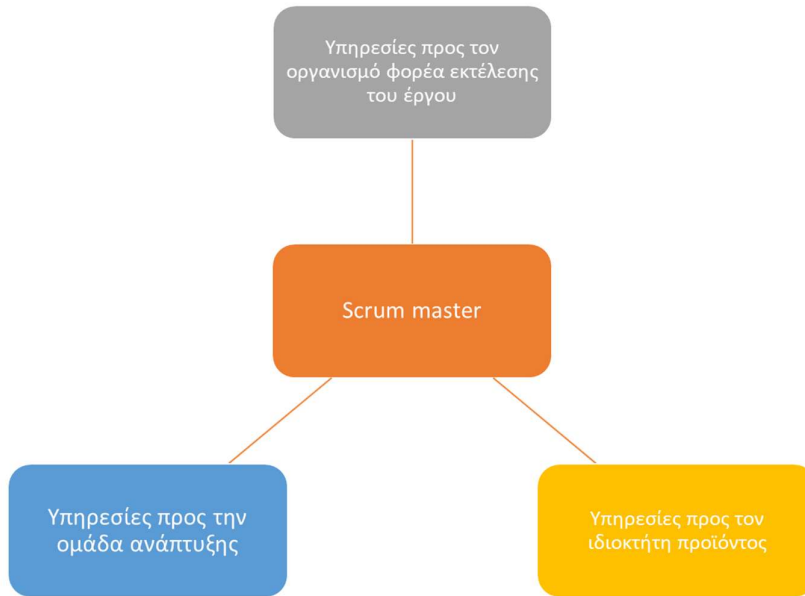 Υπηρεσίες προς τον
οργανισμό φορέα εκτέλεσης
του έργου
Scrum master
Υπηρεσίες προς την
ομάδα ανάπτυξης
Υπηρεσίες προς τον
ιδιοκτήτη προϊόντος